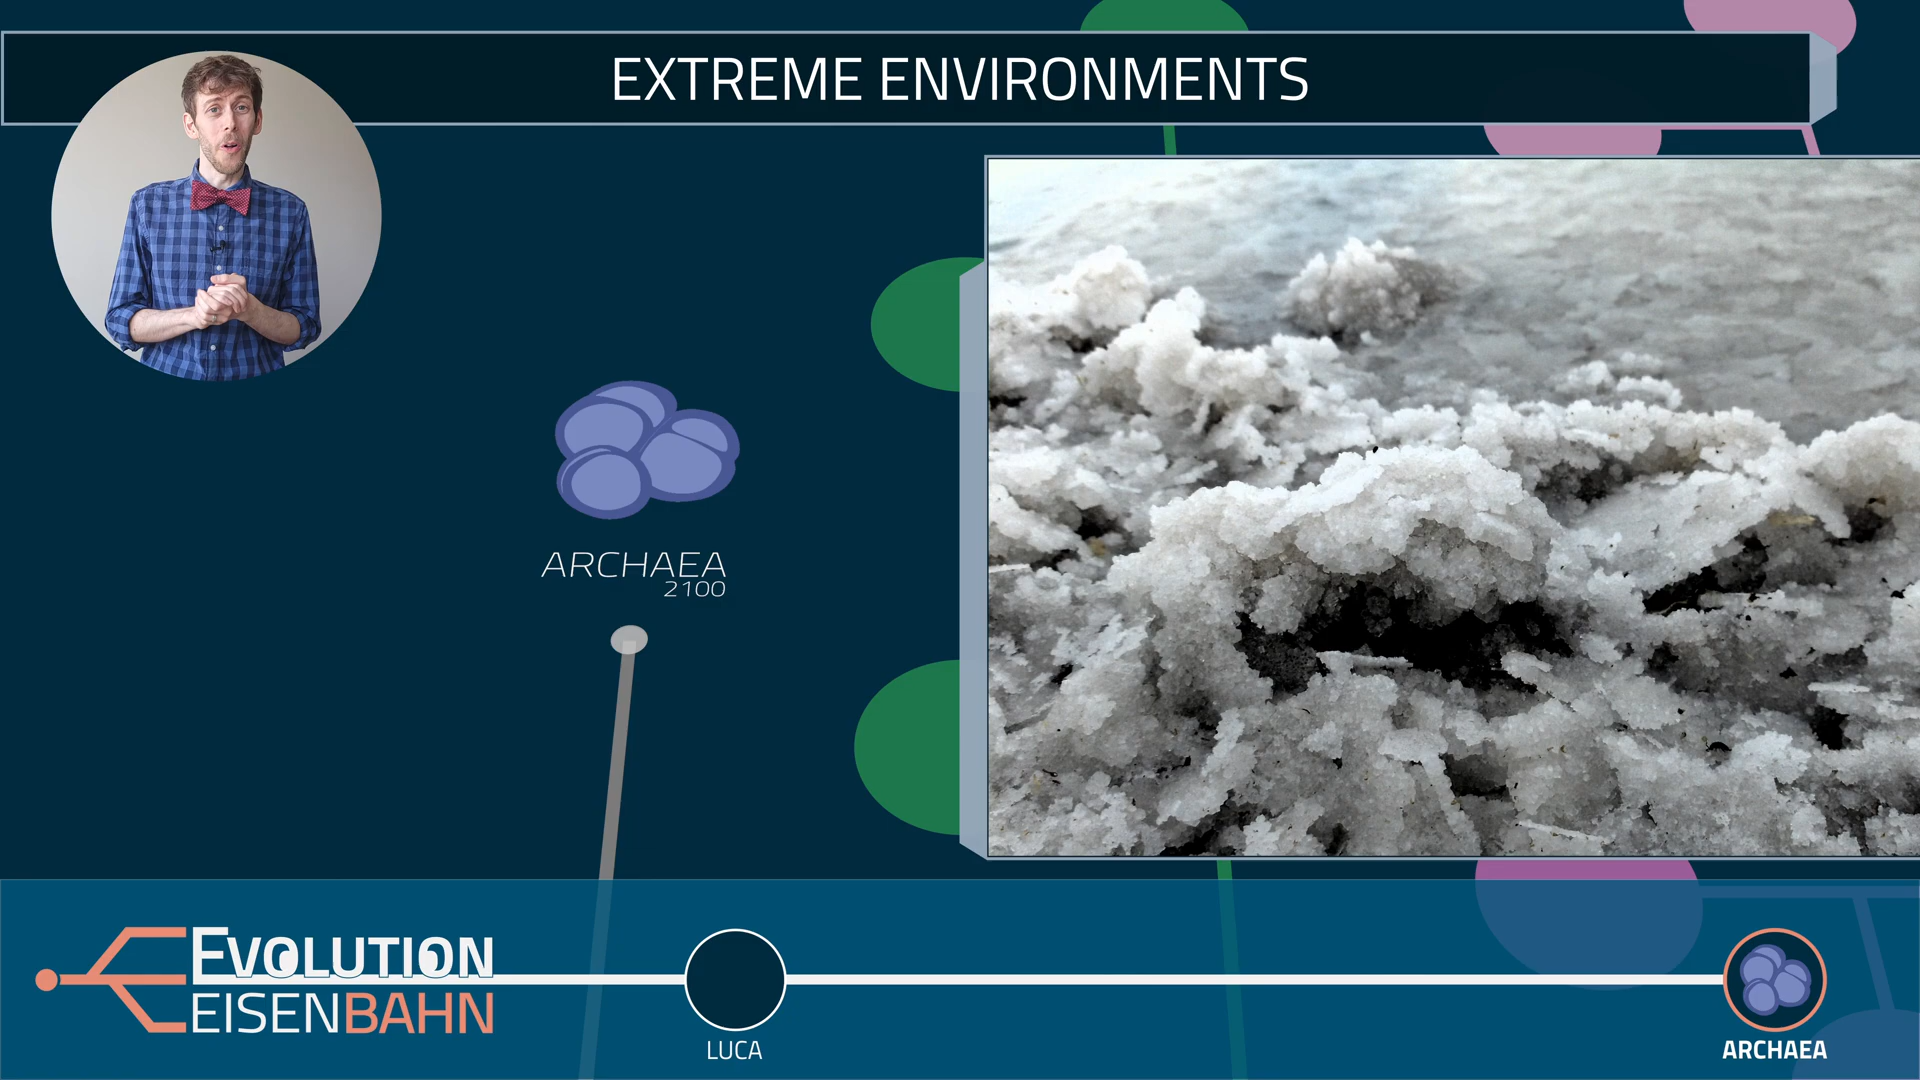 EXTREME ENVIRONMENTS
ARCHAEA
2100
EVOLUTION
EISENBAHN
LUCA
ARCHAEA